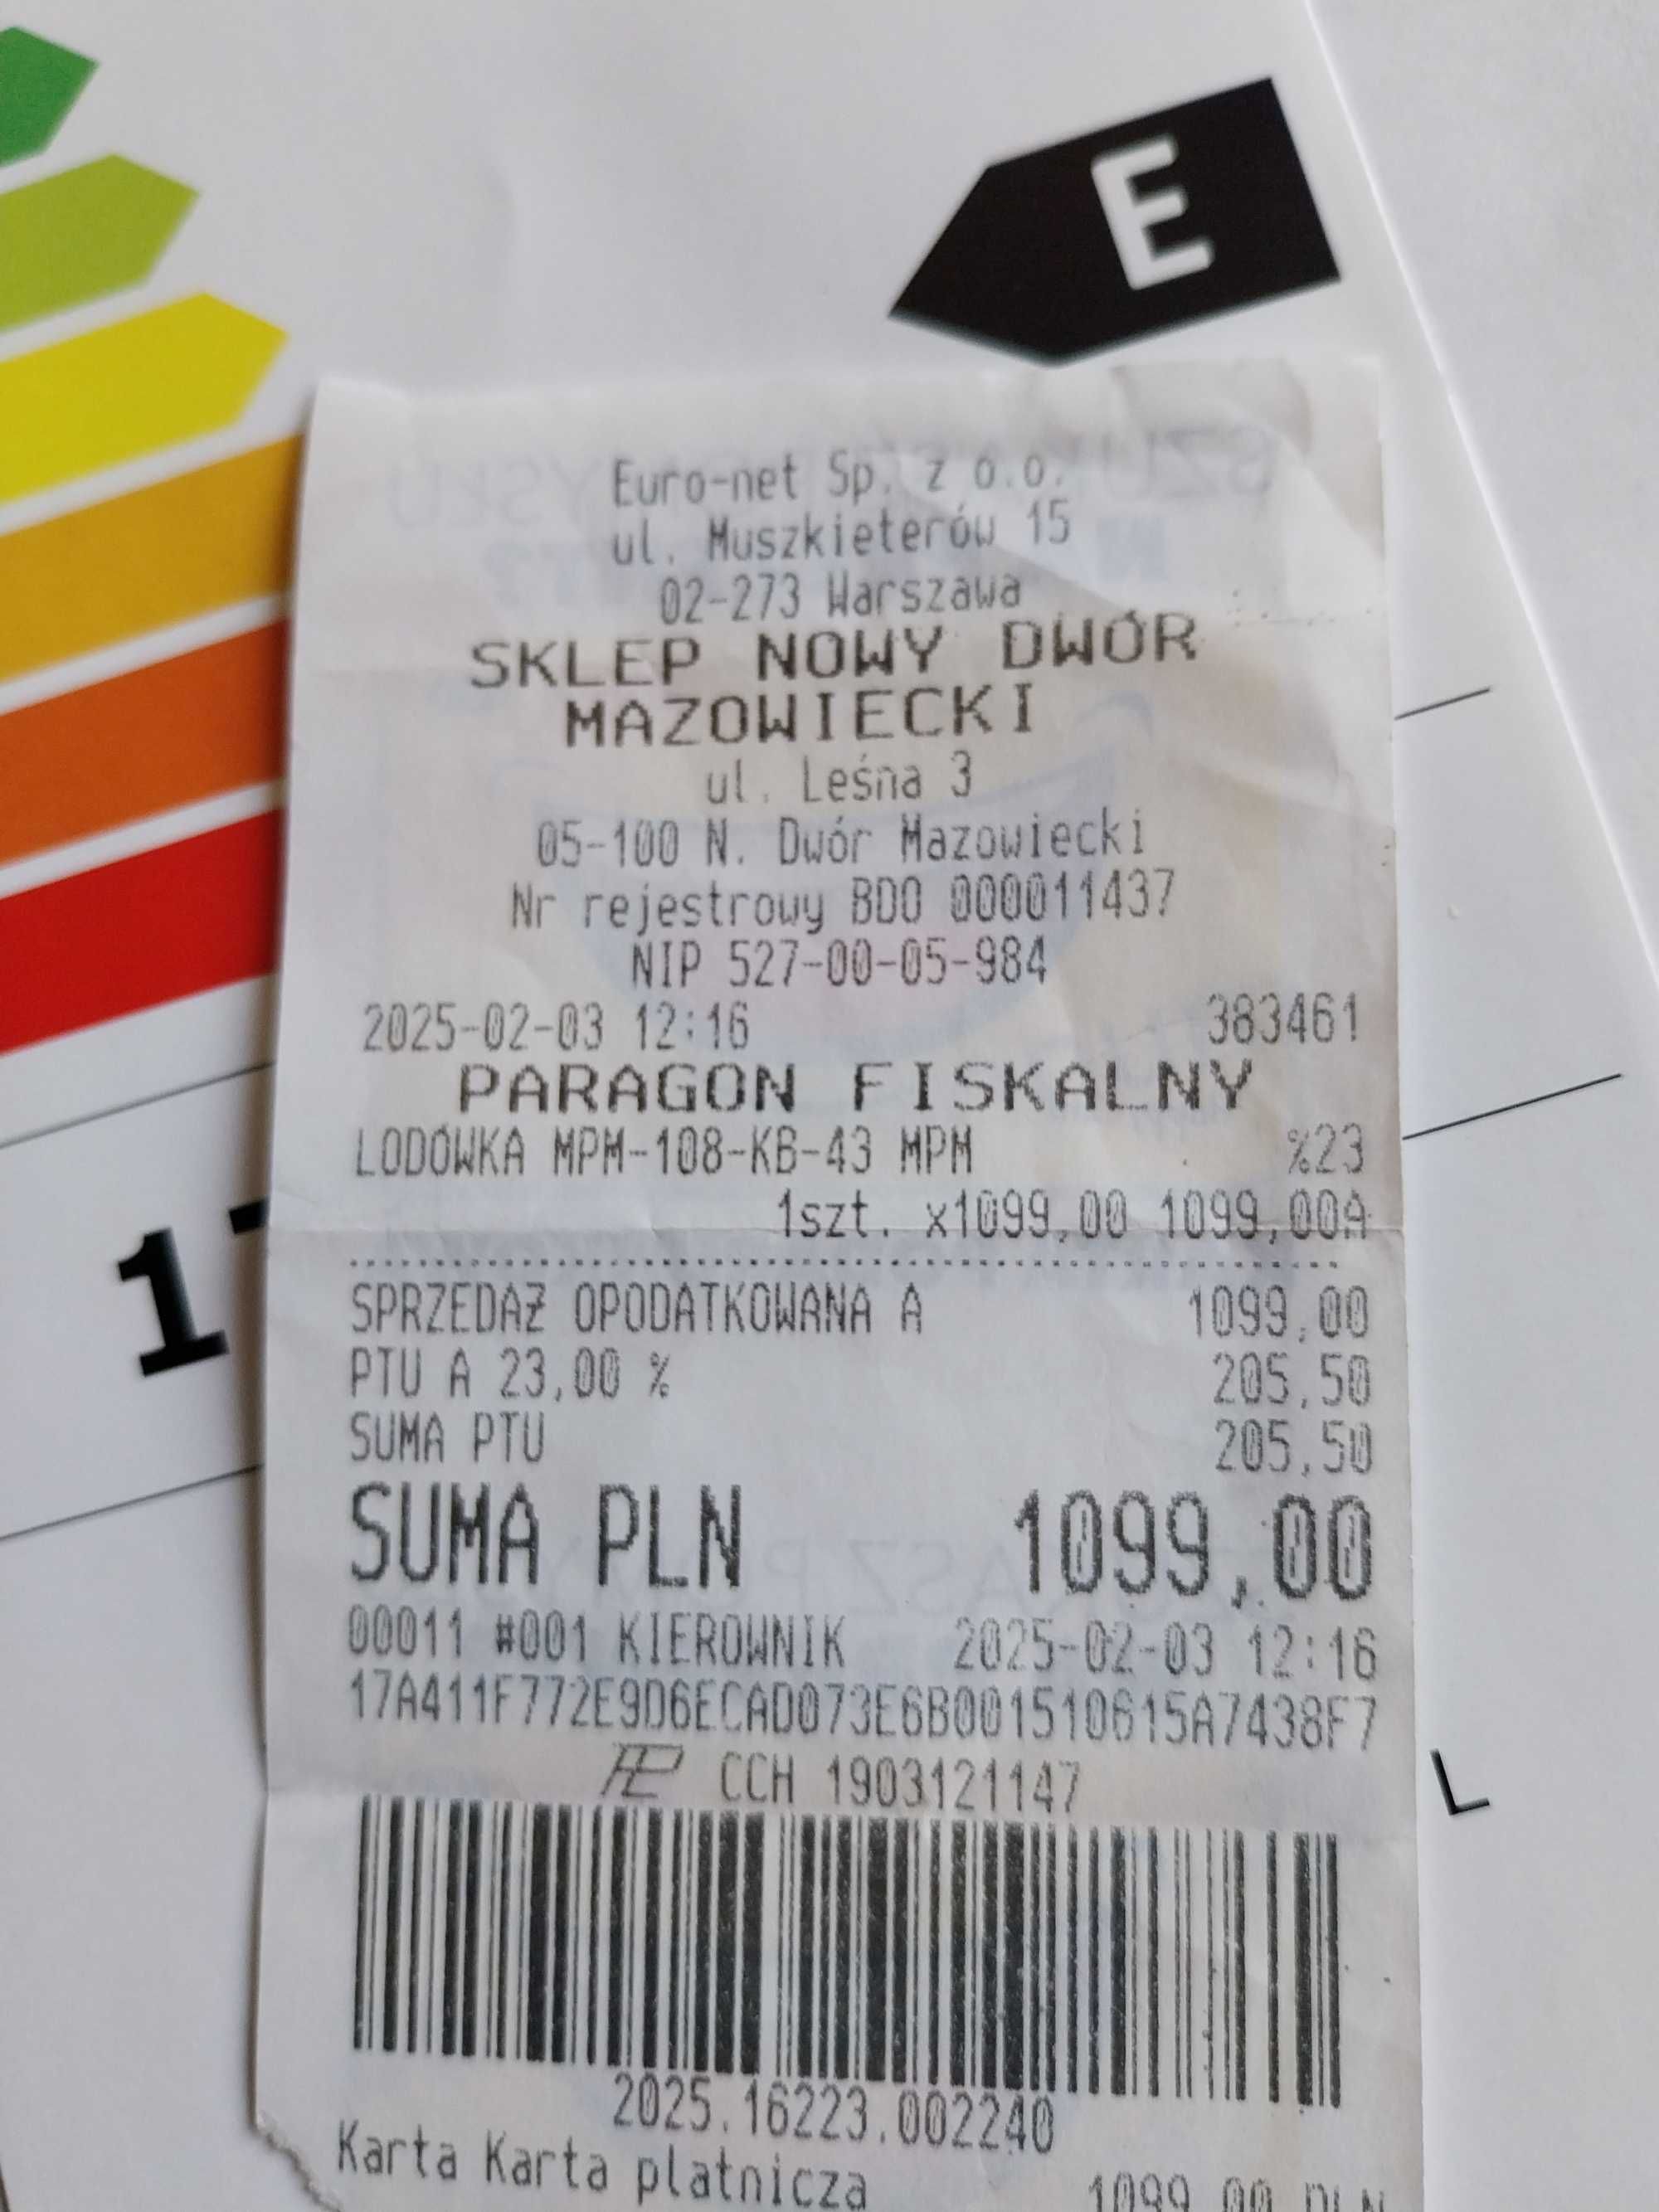 E
Euro-net Sp. z o.o.
ul. Muszkieterów 15
02-273 Warszawa
SKLEP NOWY DWÓR
MAZOWIECKI
ul. Leśna 3
05-100 N. Dwór Mazowiecki
Nr rejestrowy BDO 000011437
NIP 527-00-05-984
2025-02-03 12:16 383461
PARAGON FISKALNY
LODÓWKA MPM-108-KB-43 MPM %23
1szt. x1099,00 1099,00A
SPRZEDAŻ OPODATKOWANA A 1099,00
PTU A 23,00 % 205,50
SUMA PTU 205,50
SUMA PLN 1099,00
00011 #001 KIEROWNIK 2025-02-03 12:16
17A411F772E9D6ECAD073E6B001510615A7438F7
CCH 1903121147
2025.16223.002240
Karta Karta płatnicza 1099,00 PLN
L